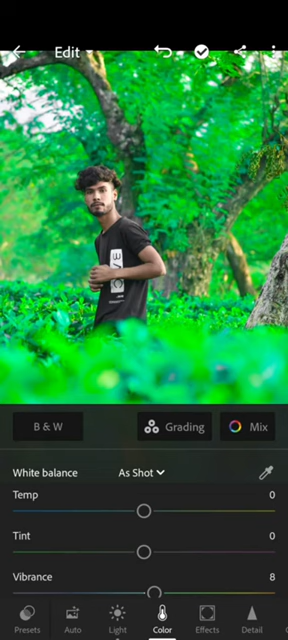 Edit
B & W
Grading
Mix
White balance
As Shot
Temp
0
Tint
0
Vibrance
8
Presets
Auto
Light
Color
Effects
Detail